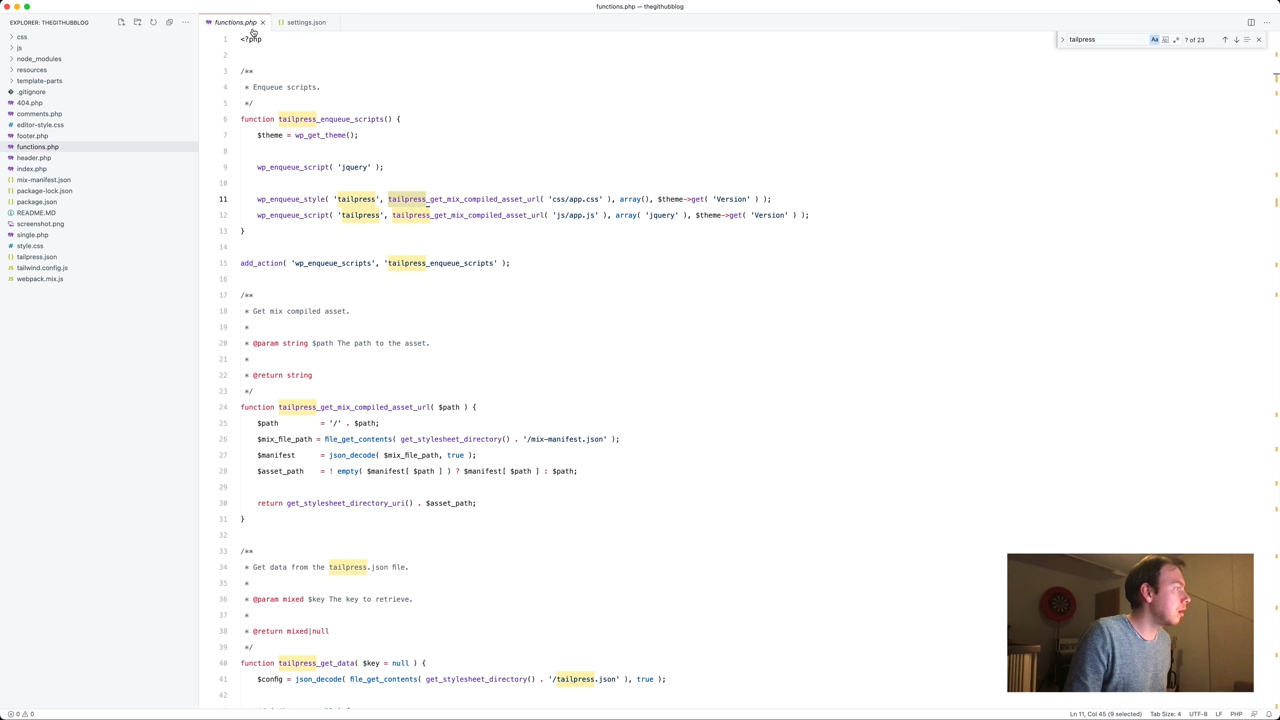 functions.php — thegithubblog
EXPLORER: THEGITHUBBLOG
css
js
node_modules
resources
template-parts
.gitignore
404.php
comments.php
editor-style.css
footer.php
functions.php
header.php
index.php
mix-manifest.json
package-lock.json
package.json
README.MD
screenshot.png
single.php
style.css
tailpress.json
tailwind.config.js
webpack.mix.js
functions.php
settings.json
tailpress
? of 23
1 <?php
2
3 /**
4  * Enqueue scripts.
5  */
6 function tailpress_enqueue_scripts() {
7     $theme = wp_get_theme();
8
9     wp_enqueue_script( 'jquery' );
10
11     wp_enqueue_style( 'tailpress', tailpress_get_mix_compiled_asset_url( 'css/app.css' ), array(), $theme->get( 'Version' ) );
12     wp_enqueue_script( 'tailpress', tailpress_get_mix_compiled_asset_url( 'js/app.js' ), array( 'jquery' ), $theme->get( 'Version' ) );
13 }
14
15 add_action( 'wp_enqueue_scripts', 'tailpress_enqueue_scripts' );
16
17 /**
18  * Get mix compiled asset.
19  *
20  * @param string $path The path to the asset.
21  *
22  * @return string
23  */
24 function tailpress_get_mix_compiled_asset_url( $path ) {
25     $path          = '/' . $path;
26     $mix_file_path = file_get_contents( get_stylesheet_directory() . '/mix-manifest.json' );
27     $manifest      = json_decode( $mix_file_path, true );
28     $asset_path    = ! empty( $manifest[ $path ] ) ? $manifest[ $path ] : $path;
29
30     return get_stylesheet_directory_uri() . $asset_path;
31 }
32
33 /**
34  * Get data from the tailpress.json file.
35  *
36  * @param mixed $key The key to retrieve.
37  *
38  * @return mixed|null
39  */
40 function tailpress_get_data( $key = null ) {
41     $config = json_decode( file_get_contents( get_stylesheet_directory() . '/tailpress.json' ), true );
42
0 0
Ln 11, Col 45 (9 selected)
Tab Size: 4
UTF-8
LF
PHP